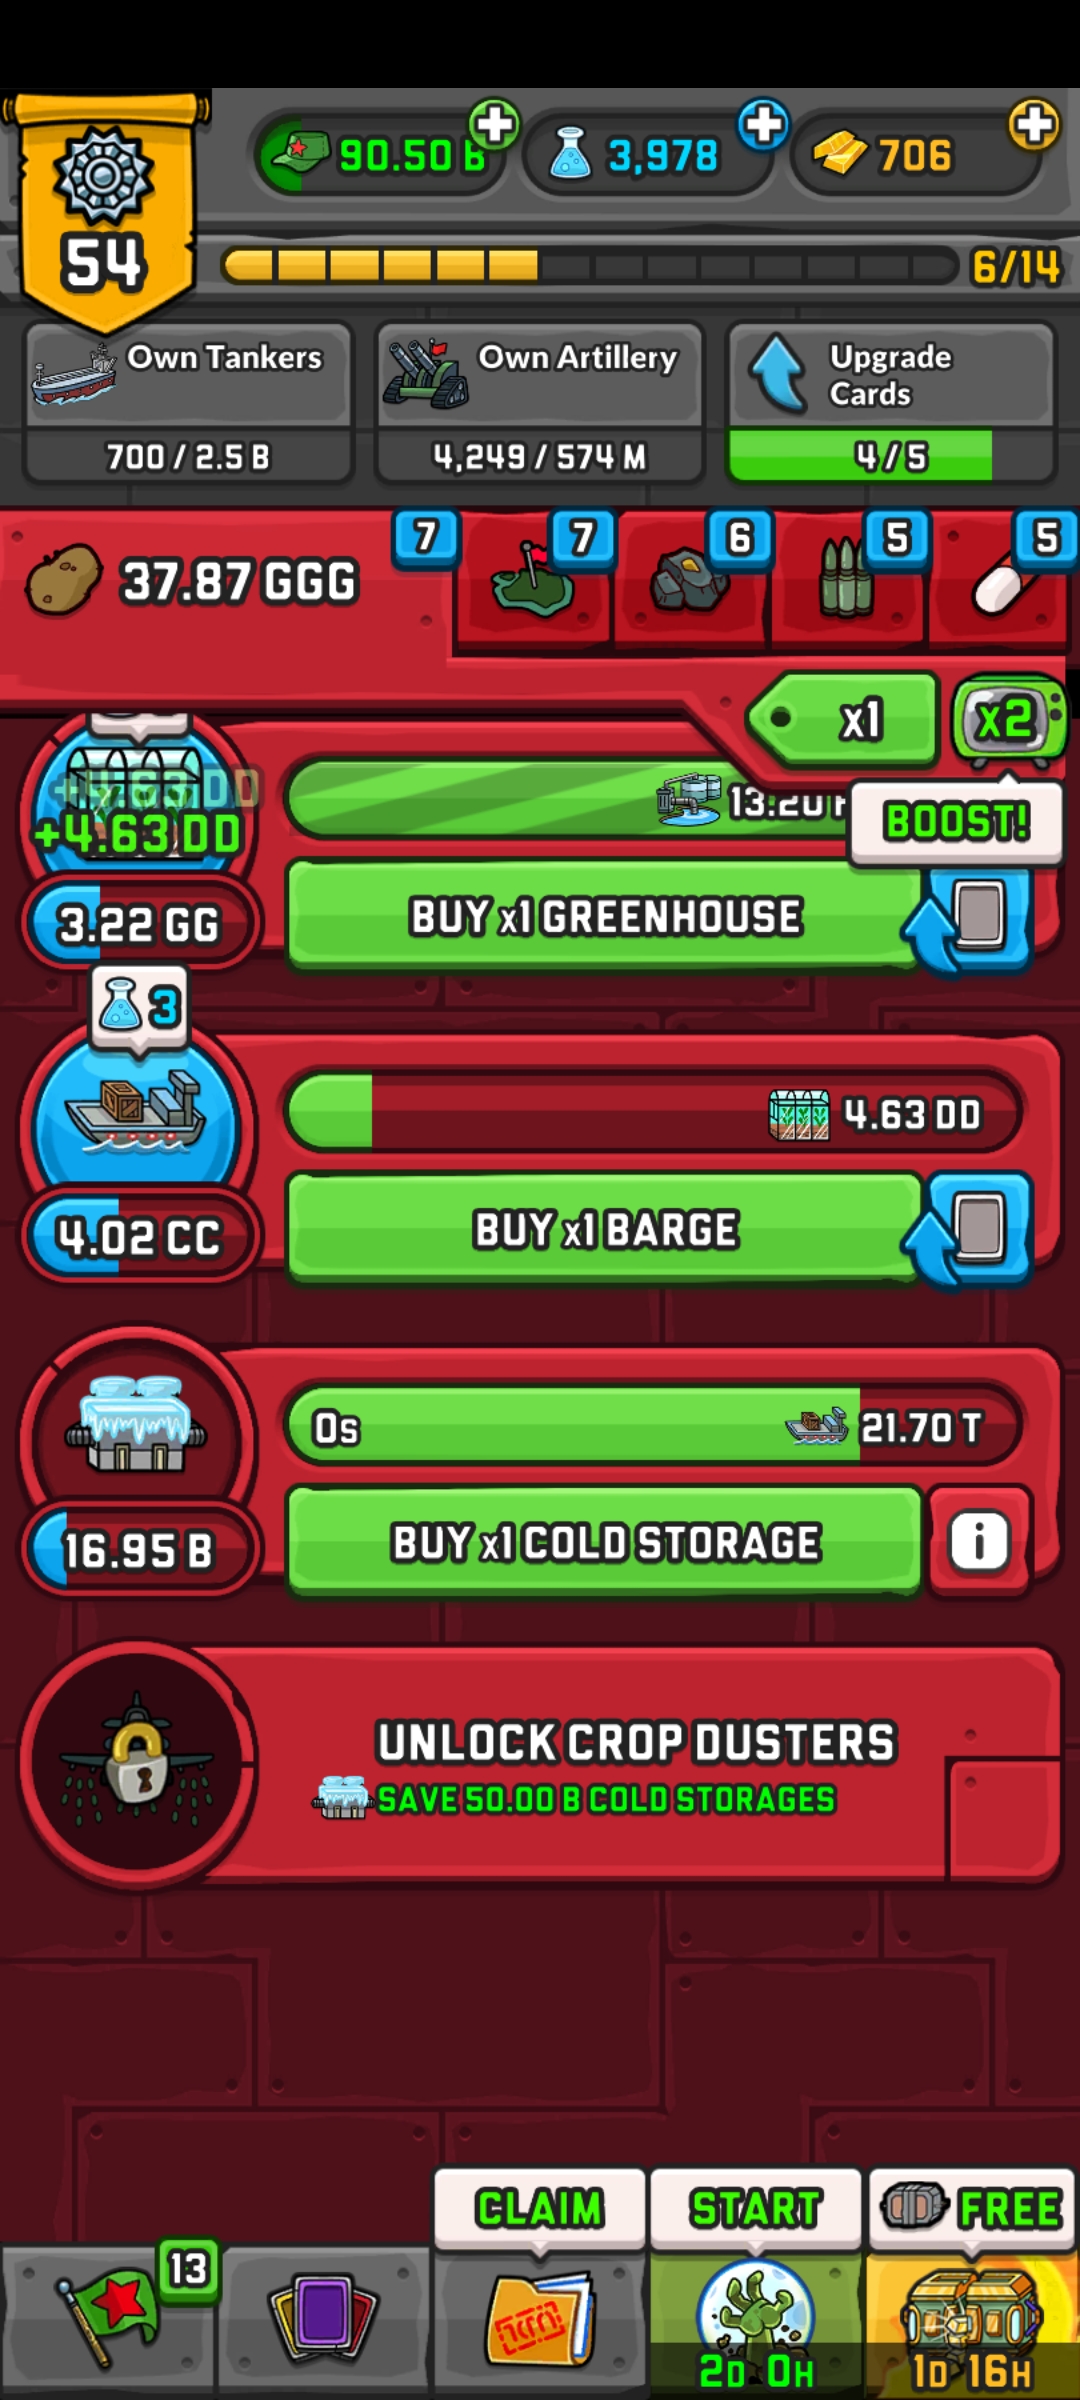 90.50 B
3,978
706
54
6/14
Own Tankers
700 / 2.5 B
Own Artillery
4,249 / 574 M
Upgrade
Cards
4 / 5
37.87 GGG
7
7
6
5
5
x1
x2
BOOST!
+4.63 DD
+4.63 DD
13.20
3.22 GG
BUY x1 GREENHOUSE
3
4.63 DD
4.02 CC
BUY x1 BARGE
0s
21.70 T
16.95 B
BUY x1 COLD STORAGE
i
UNLOCK CROP DUSTERS
SAVE 50.00 B COLD STORAGES
CLAIM
START
FREE
13
2D 0H
1D 16H